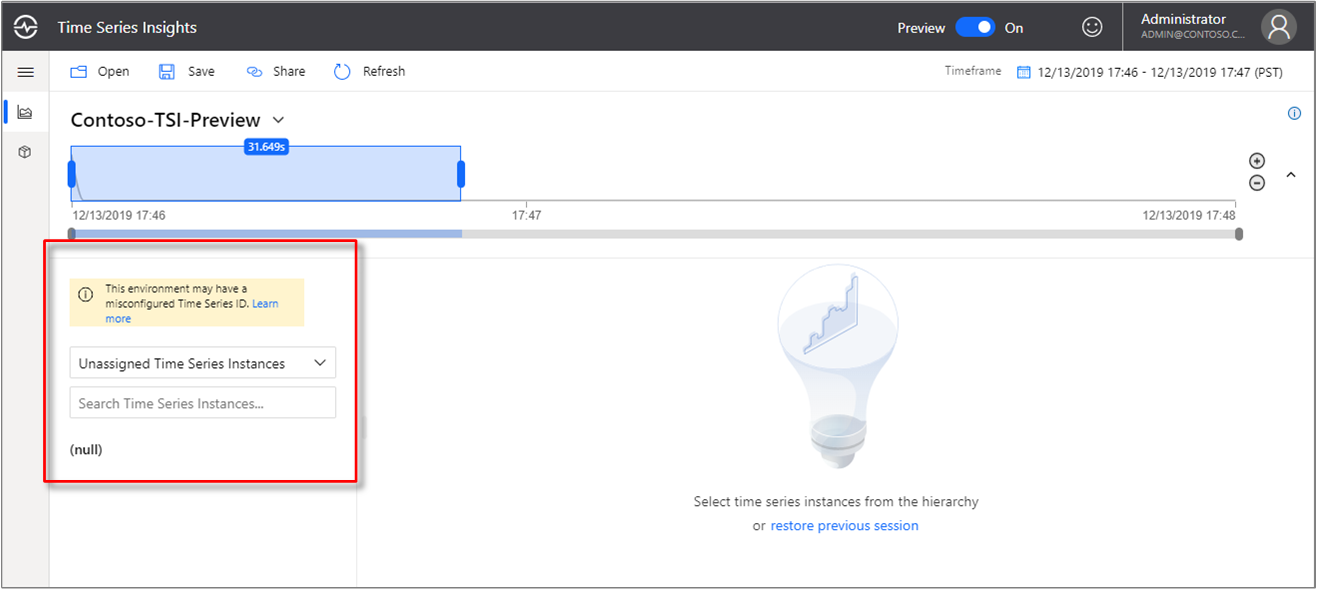 Time Series Insights
Preview On
Administrator
ADMIN@CONTOSO.C...
Open Save Share Refresh
Timeframe 12/13/2019 17:46 - 12/13/2019 17:47 (PST)
Contoso-TSI-Preview
31.649s
12/13/2019 17:46 17:47 12/13/2019 17:48
This environment may have a
misconfigured Time Series ID. Learn
more
Unassigned Time Series Instances
Search Time Series Instances...
(null)
Select time series instances from the hierarchy
or restore previous session